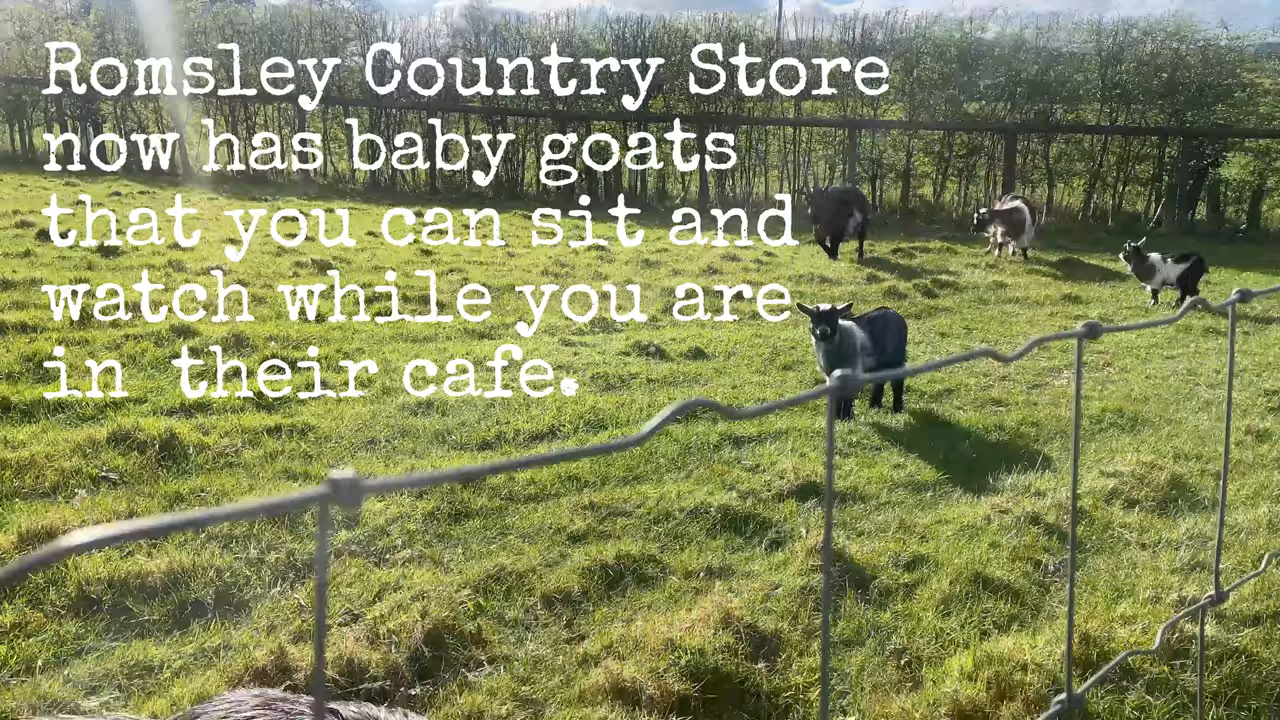 Romsley Country Store
now has baby goats
that you can sit and
watch while you are
in  their cafe.